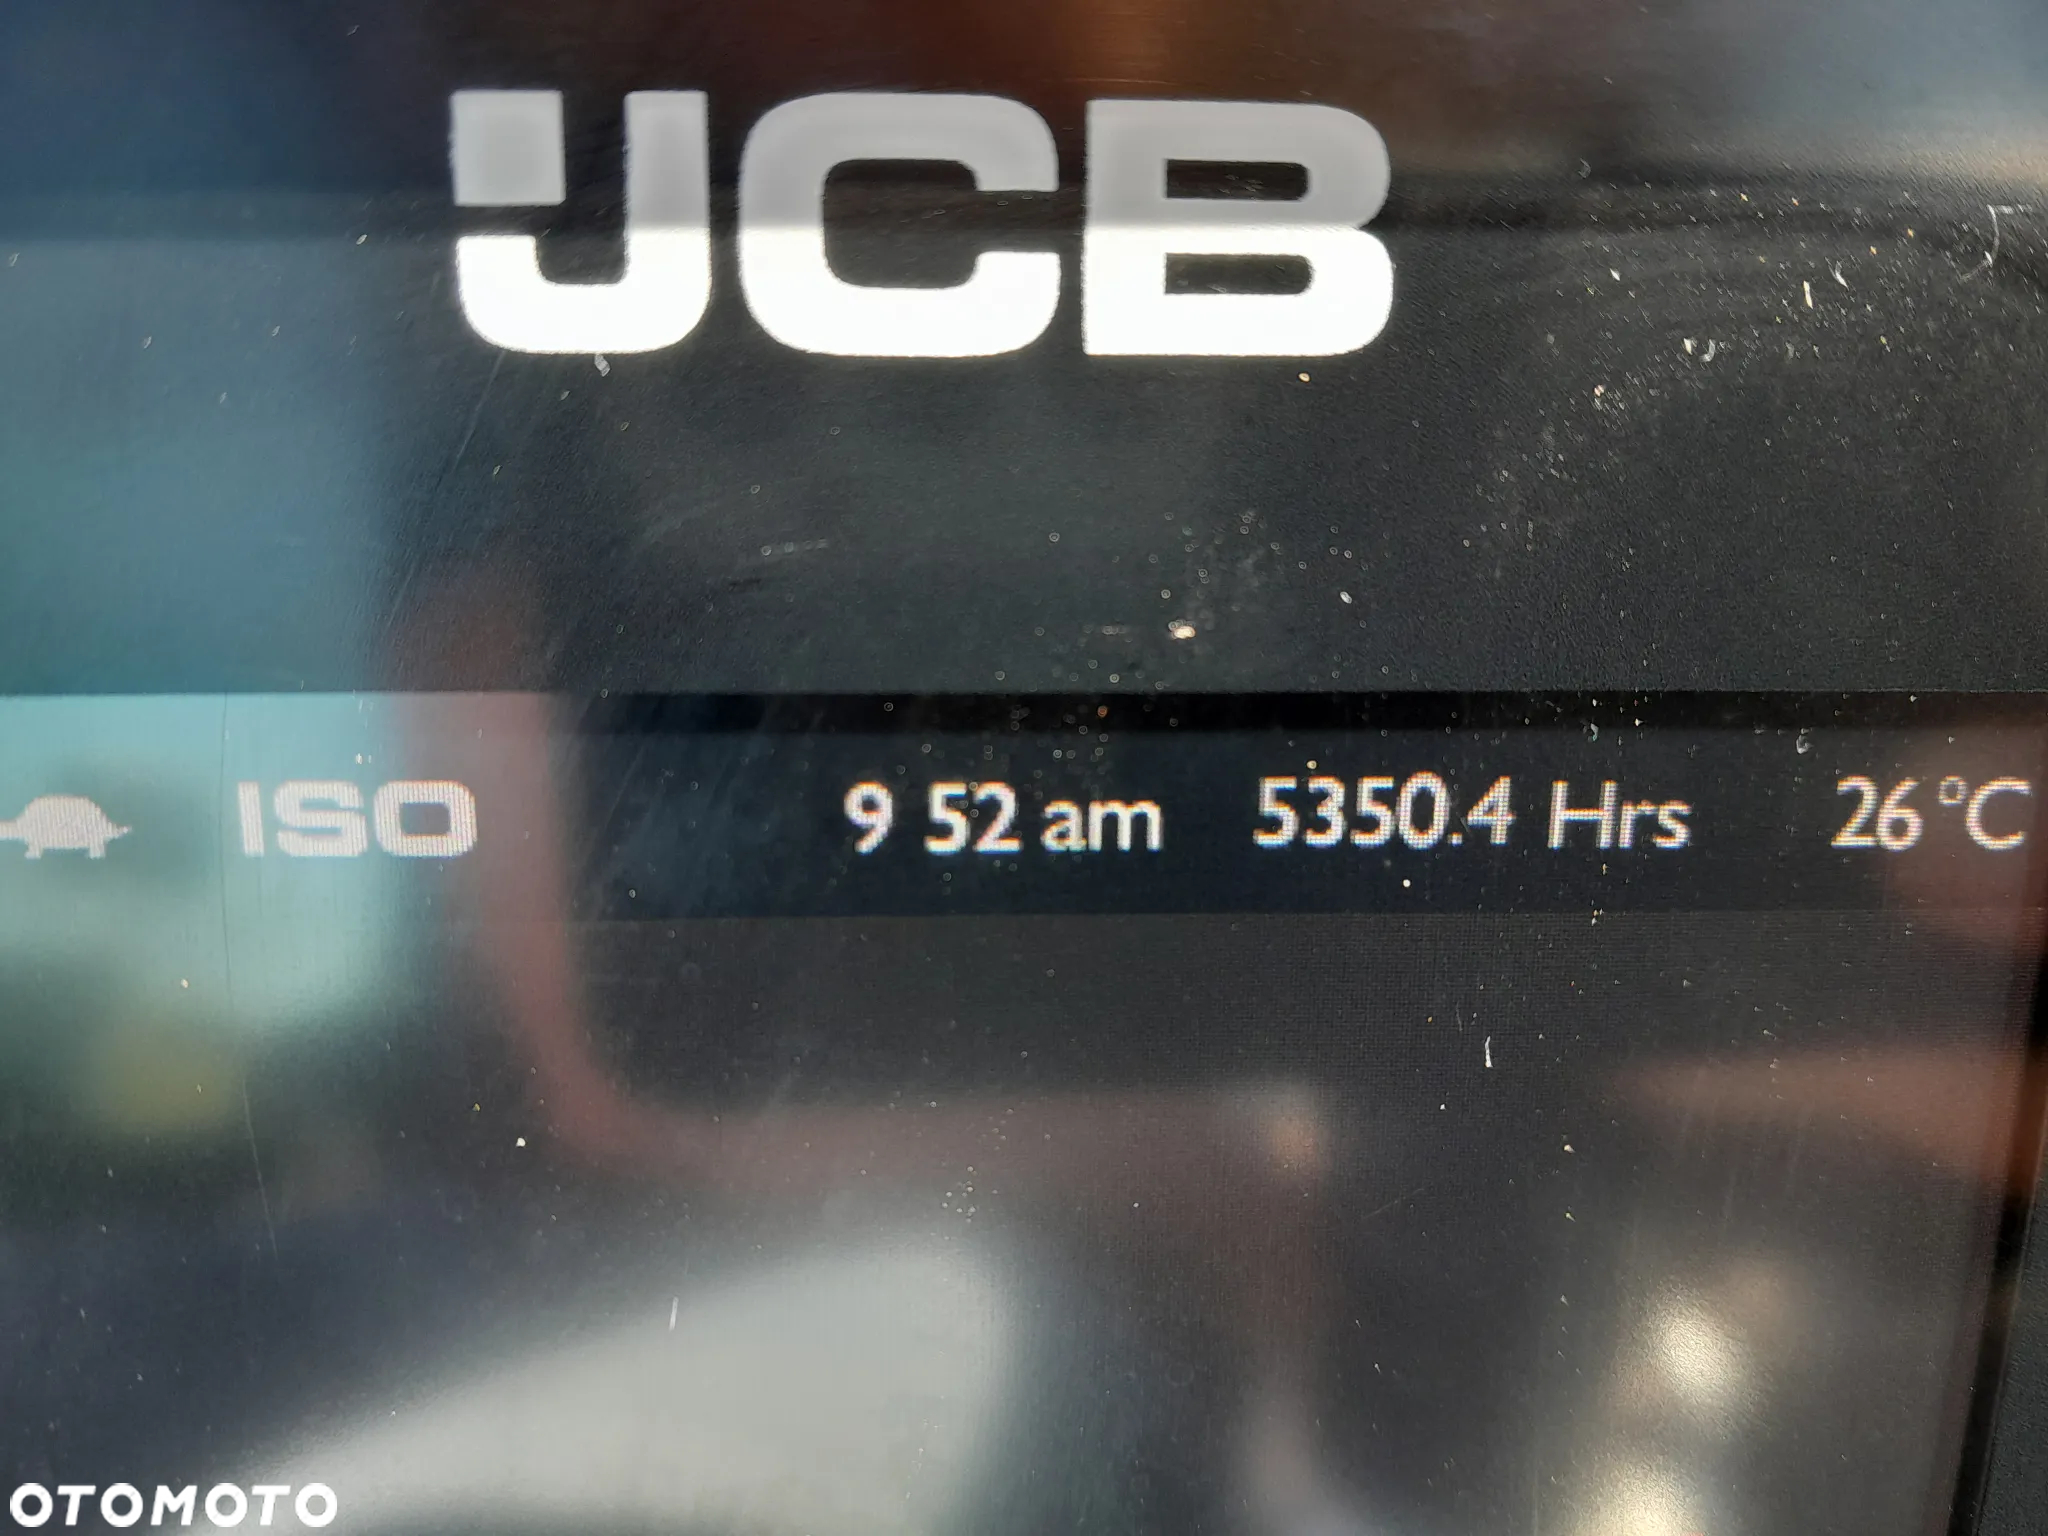 JCB
ISO 9 52 am 5350.4 Hrs 26°C
OTOMOTO